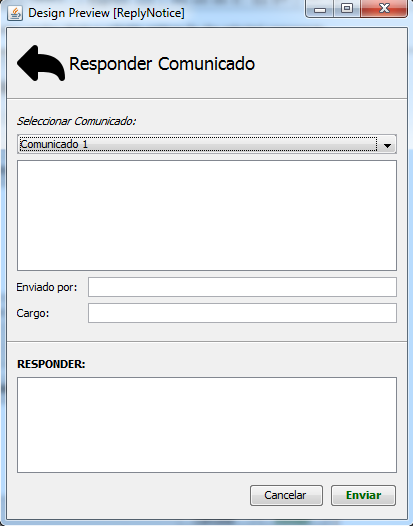 Design Preview [ReplyNotice]
Responder Comunicado
Seleccionar Comunicado:
Comunicado 1
Enviado por:
Cargo:
RESPONDER:
Cancelar
Enviar